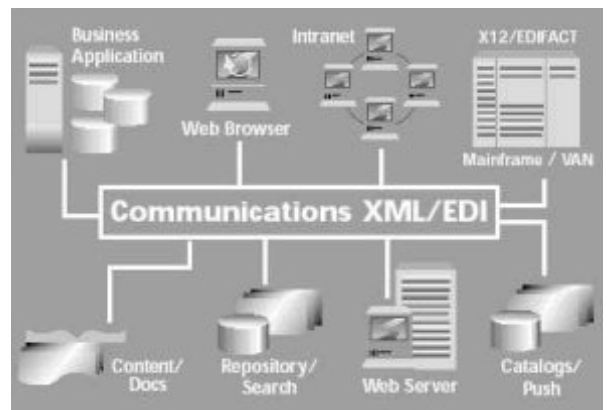 Business
Application
Web Browser
Intranet
X12/EDIFACT
Mainframe / VAN
Communications XML/EDI
Content/
Docs
Repository/
Search
Web Server
Catalogs/
Push